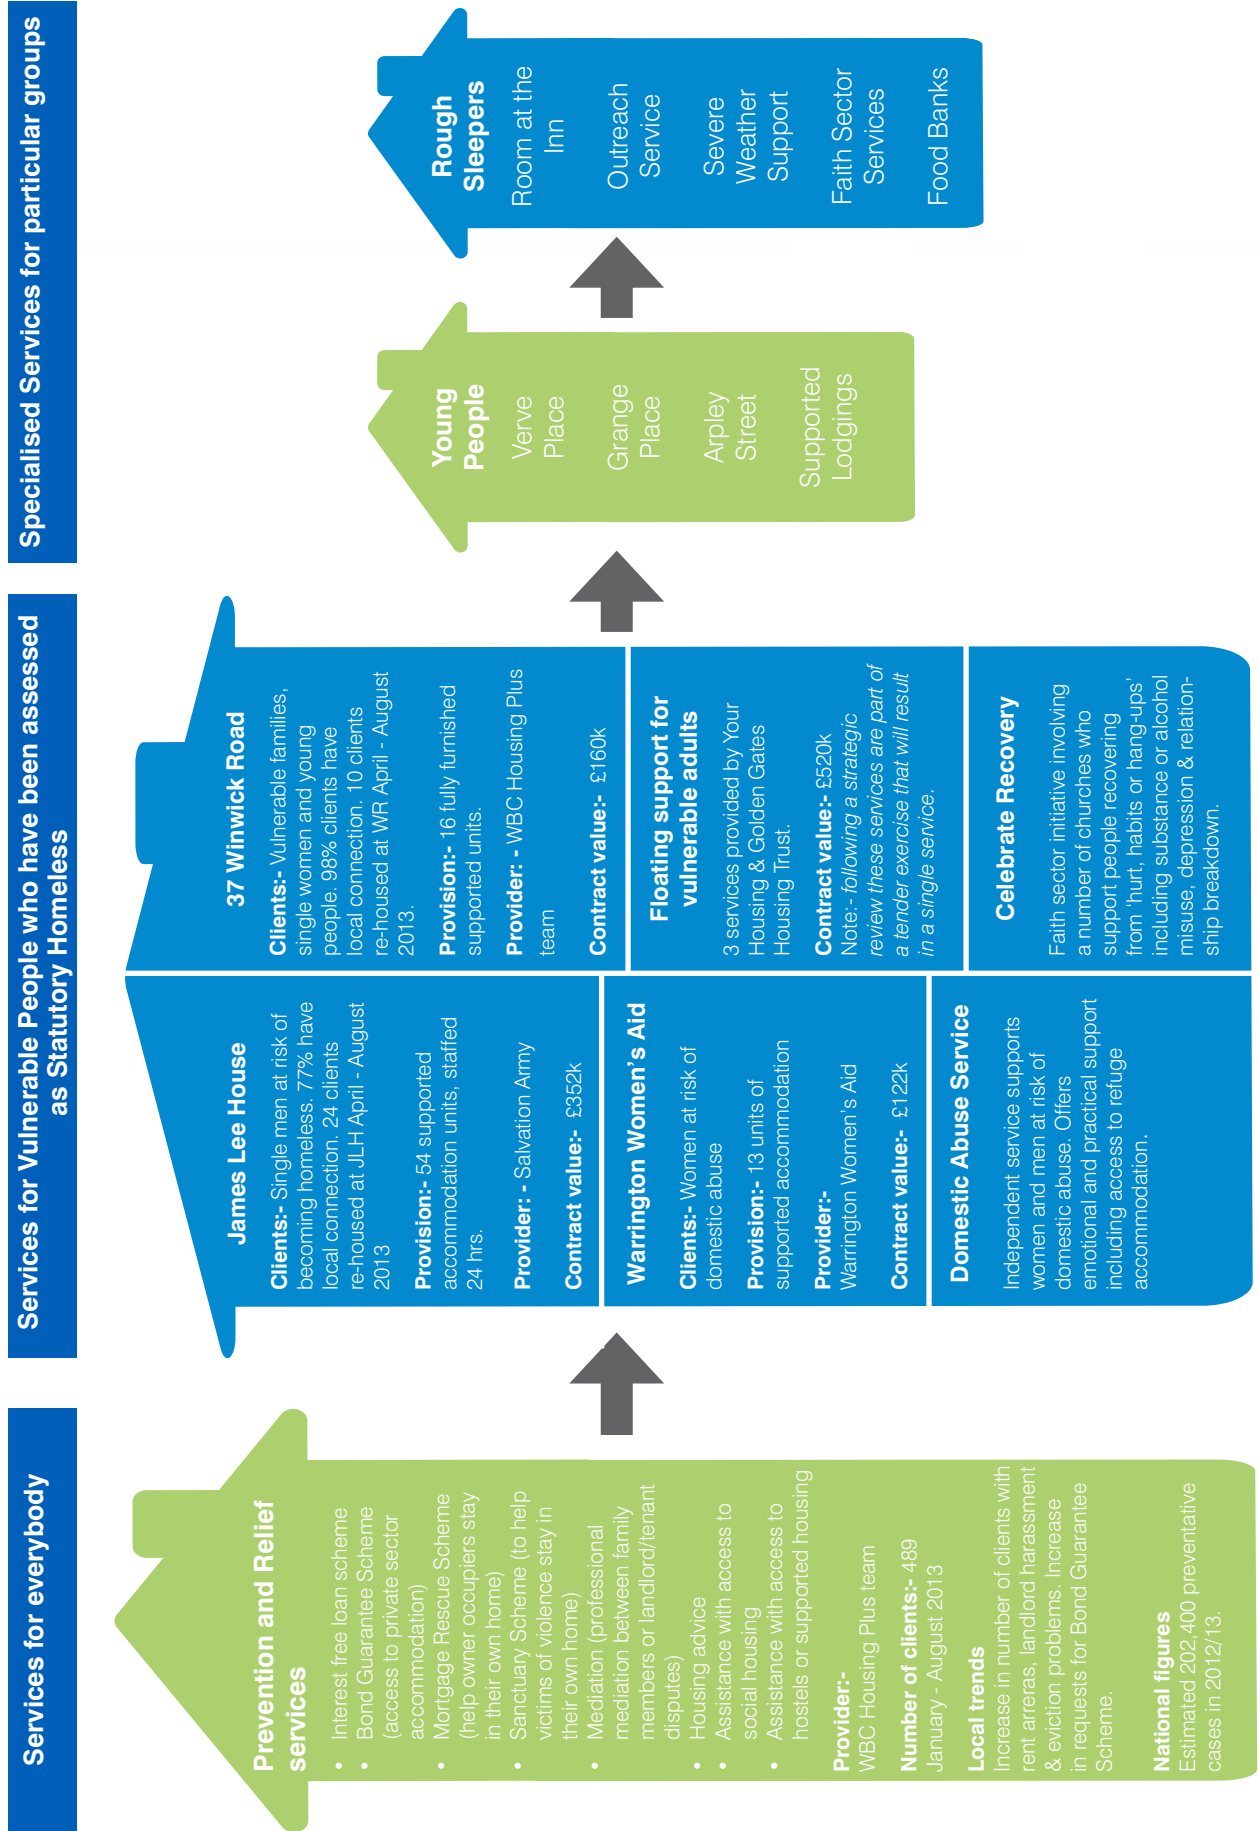 Services for everybody
Prevention and Relief
services
• Interest free loan scheme
• Bond Guarantee Scheme
(access to private sector
accommodation)
• Mortgage Rescue Scheme
(help owner occupiers stay
in their own home)
• Sanctuary Scheme (to help
victims of violence stay in
their own home)
• Mediation (professional
mediation between family
members or landlord/tenant
disputes)
• Housing advice
• Assistance with access to
social housing
• Assistance with access to
hostels or supported housing
Provider:-
WBC Housing Plus team
Number of clients:- 489
January - August 2013
Local trends
Increase in number of clients with
rent arreras, landlord harassment
& eviction problems. Increase
in requests for Bond Guarantee
Scheme.
National figures
Estimated 202,400 preventative
cases in 2012/13.
Services for Vulnerable People who have been assessed
as Statutory Homeless
James Lee House
Clients:- Single men at risk of
becoming homeless. 77% have
local connection. 24 clients
re-housed at JLH April - August
2013
Provision:- 54 supported
accommodation units, staffed
24 hrs.
Provider: - Salvation Army
Contract value:- £352k
Warrington Women's Aid
Clients:- Women at risk of
domestic abuse
Provision:- 13 units of
supported accommodation
Provider:-
Warrington Women's Aid
Contract value:- £122k
Domestic Abuse Service
Independent service supports
women and men at risk of
domestic abuse. Offers
emotional and practical support
including access to refuge
accommodation.
37 Winwick Road
Clients:- Vulnerable families,
single women and young
people. 98% clients have
local connection. 10 clients
re-housed at WR April - August
2013.
Provision:- 16 fully furnished
supported units.
Provider: - WBC Housing Plus
team
Contract value:- £160k
Floating support for
vulnerable adults
3 services provided by Your
Housing & Golden Gates
Housing Trust.
Contract value:- £520k
Note:- following a strategic
review these services are part of
a tender exercise that will result
in a single service.
Celebrate Recovery
Faith sector initiative involving
a number of churches who
support people recovering
from 'hurt, habits or hang-ups'
including substance or alcohol
misuse, depression & relation-
ship breakdown.
Specialised Services for particular groups
Young
People
Verve
Place
Grange
Place
Arpley
Street
Supported
Lodgings
Rough
Sleepers
Room at the
Inn
Outreach
Service
Severe
Weather
Support
Faith Sector
Services
Food Banks